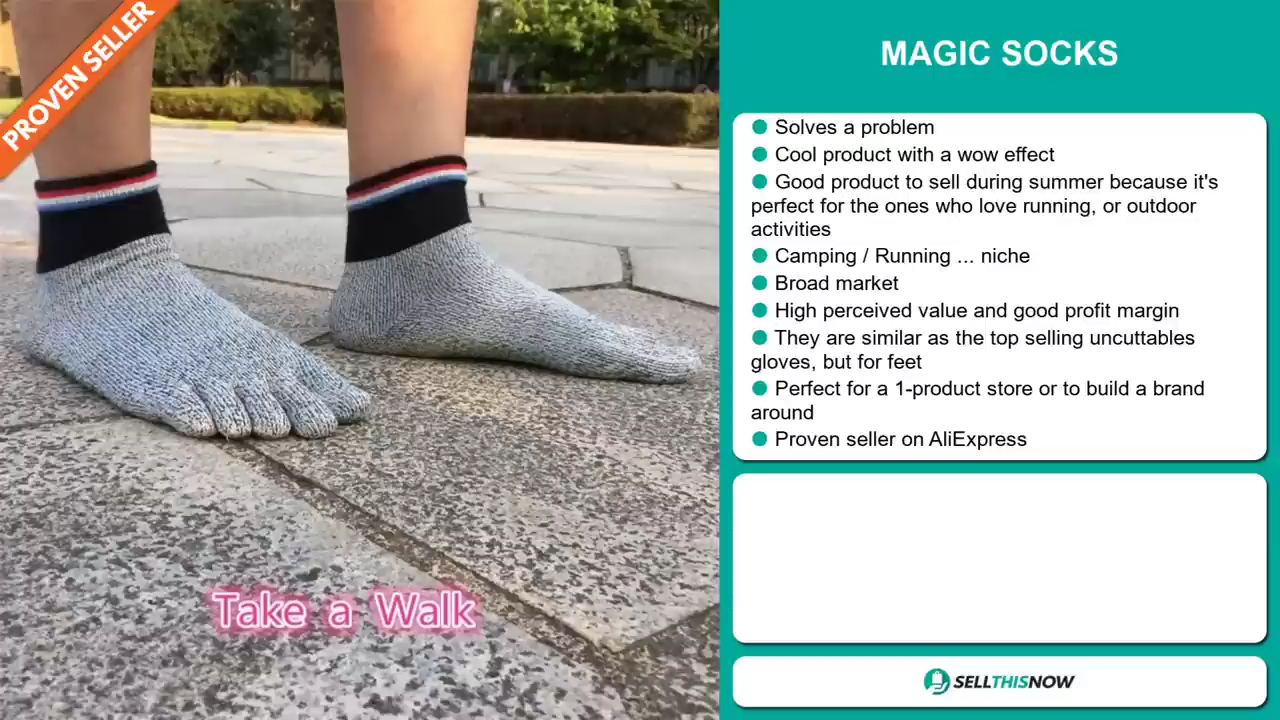 PROVEN SELLER
Take a Walk
MAGIC SOCKS
Solves a problem
Cool product with a wow effect
Good product to sell during summer because it's
perfect for the ones who love running, or outdoor
activities
Camping / Running ... niche
Broad market
High perceived value and good profit margin
They are similar as the top selling uncuttables
gloves, but for feet
Perfect for a 1-product store or to build a brand
around
Proven seller on AliExpress
SELLTHISNOW